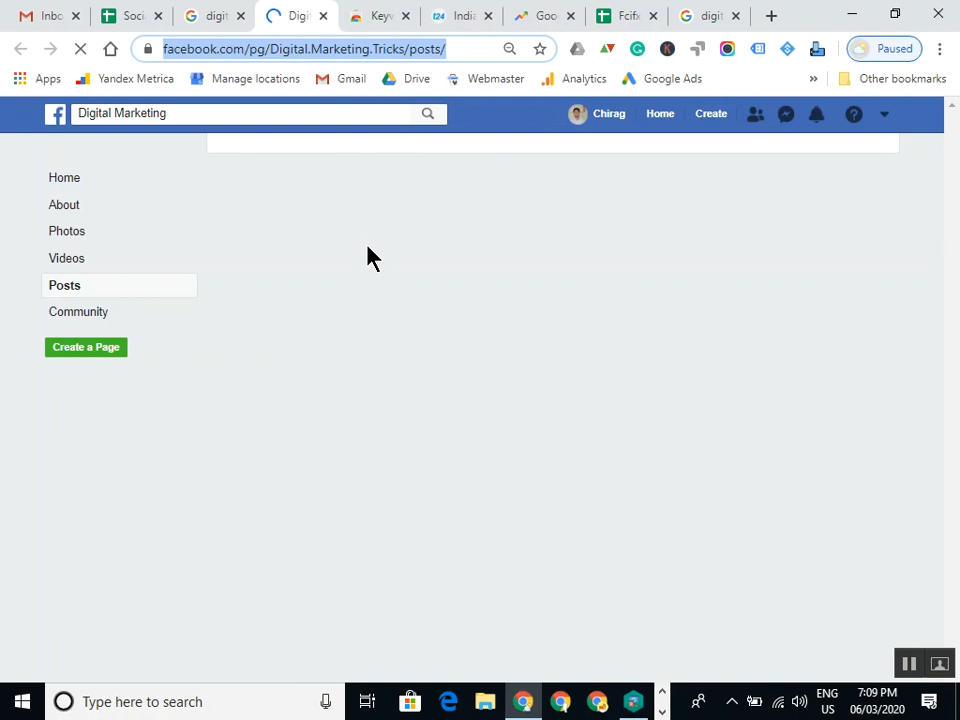 Inbo
Soci
digit
Digi
Keyv
t24 India
Goo
Fcifx
digit
facebook.com/pg/Digital.Marketing.Tricks/posts/
Paused
Apps
Yandex Metrica
Manage locations
Gmail
Drive
Webmaster
Analytics
Google Ads
»
Other bookmarks
Digital Marketing
Chirag
Home
Create
Home
About
Photos
Videos
Posts
Community
Create a Page
Type here to search
ENG
US
7:09 PM
06/03/2020